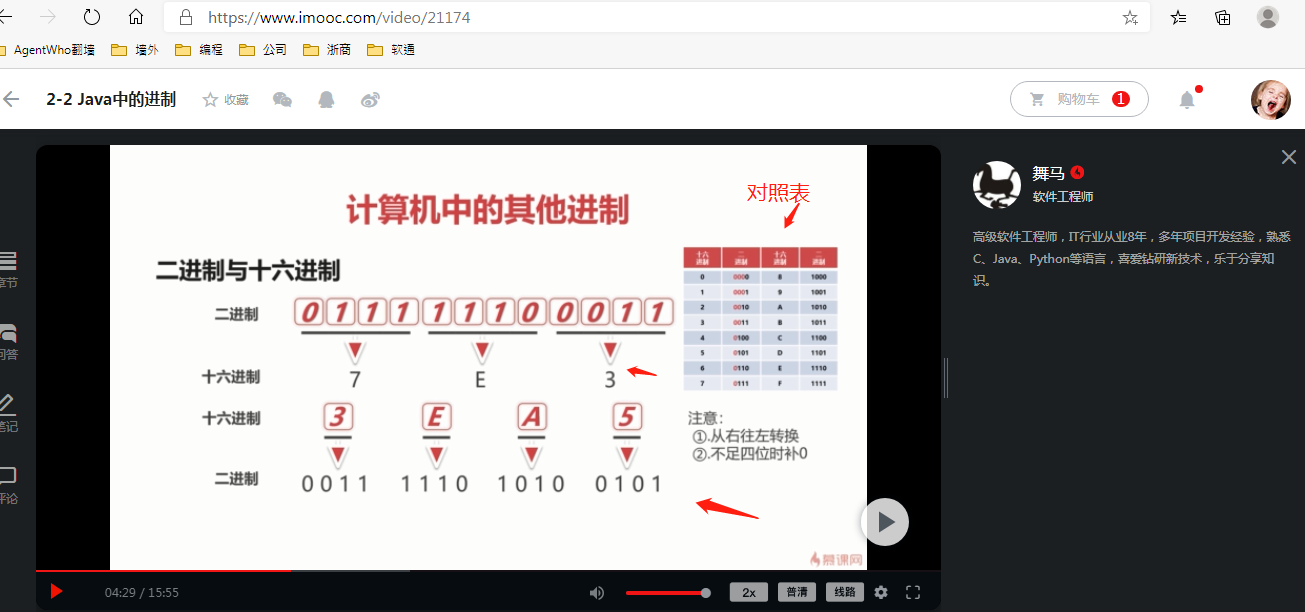 https://www.imooc.com/video/21174
AgentWho翻墙 墙外 编程 公司 浙商 软通
2-2 Java中的进制 收藏 购物车 1
计算机中的其他进制
对照表
二进制与十六进制
二进制 0 1 1 1 1 1 1 0 0 0 1 1
十六进制 7 E 3
十六进制 3 E A 5
二进制 0011 1110 1010 0101
十六进制 二进制 十六进制 二进制
0 0000 8 1000
1 0001 9 1001
2 0010 A 1010
3 0011 B 1011
4 0100 C 1100
5 0101 D 1101
6 0110 E 1110
7 0111 F 1111
注意：
①.从右往左转换
②.不足四位时补0
慕课网
04:29 / 15:55 2x 普清 线路
章节
问答
笔记
评论
舞马
软件工程师
高级软件工程师，IT行业从业8年，多年项目开发经验，熟悉
C、Java、Python等语言，喜爱钻研新技术，乐于分享知
识。